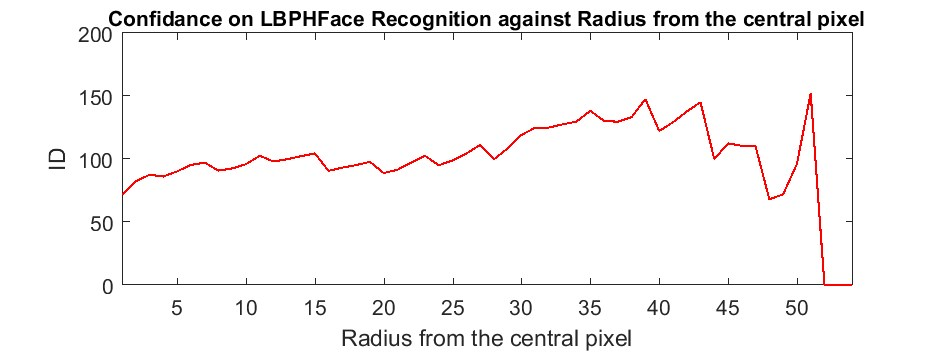 Confidance on LBPHFace Recognition against Radius from the central pixel
200
150
100
50
0
ID
5 10 15 20 25 30 35 40 45 50
Radius from the central pixel